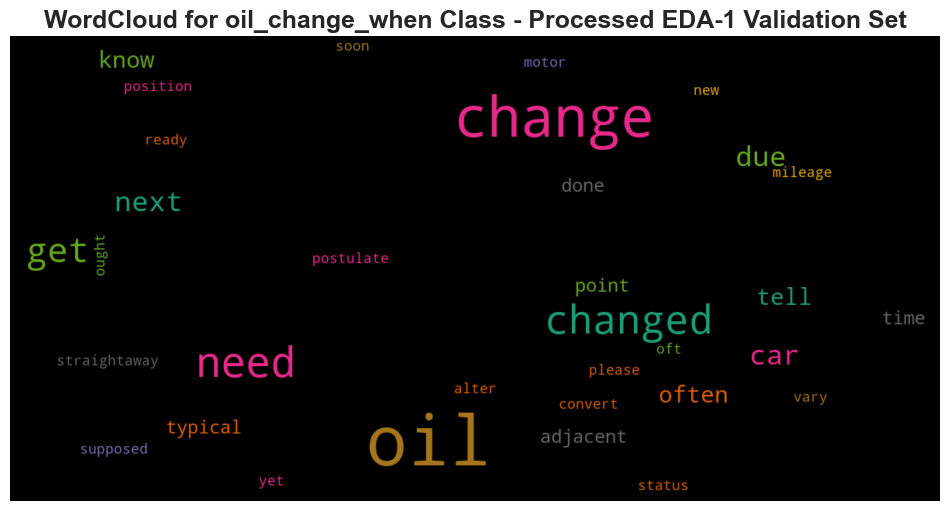 WordCloud for oil_change_when Class - Processed EDA-1 Validation Set
soon
know
motor
position
new
change
ready
due
mileage
done
next
get
ought
postulate
point
tell
changed
time
oft
straightaway
need
car
please
alter
often
vary
convert
typical
oil
adjacent
supposed
yet
status